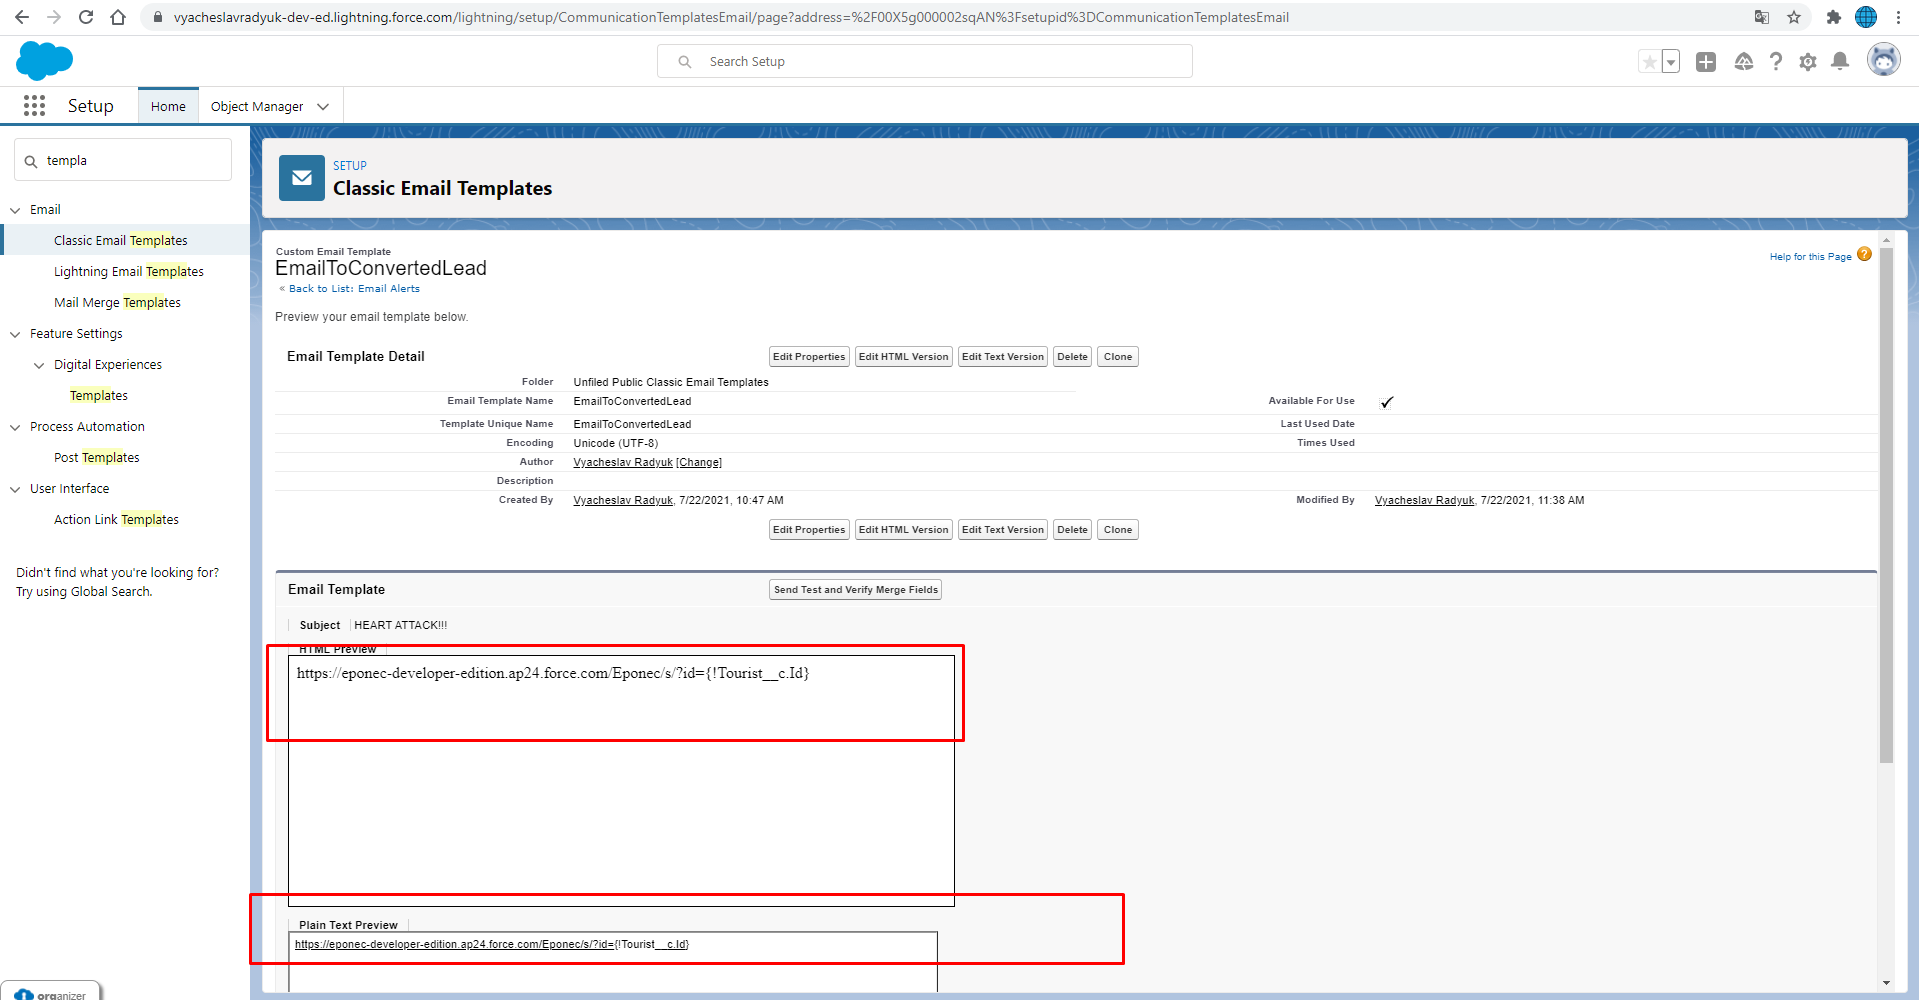 vyacheslavradyuk-dev-ed.lightning.force.com/lightning/setup/CommunicationTemplatesEmail/page?address=%2F00X5g000002sqAN%3Fsetupid%3DCommunicationTemplatesEmail
Search Setup
Setup
Home
Object Manager
templa
Email
Classic Email Templates
Lightning Email Templates
Mail Merge Templates
Feature Settings
Digital Experiences
Templates
Process Automation
Post Templates
User Interface
Action Link Templates
Didn't find what you're looking for?
Try using Global Search.
organizer
SETUP
Classic Email Templates
Custom Email Template
EmailToConvertedLead
« Back to List: Email Alerts
Help for this Page
Preview your email template below.
Email Template Detail
Edit Properties Edit HTML Version Edit Text Version Delete Clone
Folder Unfiled Public Classic Email Templates
Email Template Name EmailToConvertedLead Available For Use
Template Unique Name EmailToConvertedLead Last Used Date
Encoding Unicode (UTF-8) Times Used
Author Vyacheslav Radyuk [Change]
Description
Created By Vyacheslav Radyuk, 7/22/2021, 10:47 AM Modified By Vyacheslav Radyuk, 7/22/2021, 11:38 AM
Edit Properties Edit HTML Version Edit Text Version Delete Clone
Email Template Send Test and Verify Merge Fields
Subject HEART ATTACK!!!
HTML Preview
https://eponec-developer-edition.ap24.force.com/Eponec/s/?id={!Tourist__c.Id}
Plain Text Preview
https://eponec-developer-edition.ap24.force.com/Eponec/s/?id={!Tourist__c.Id}